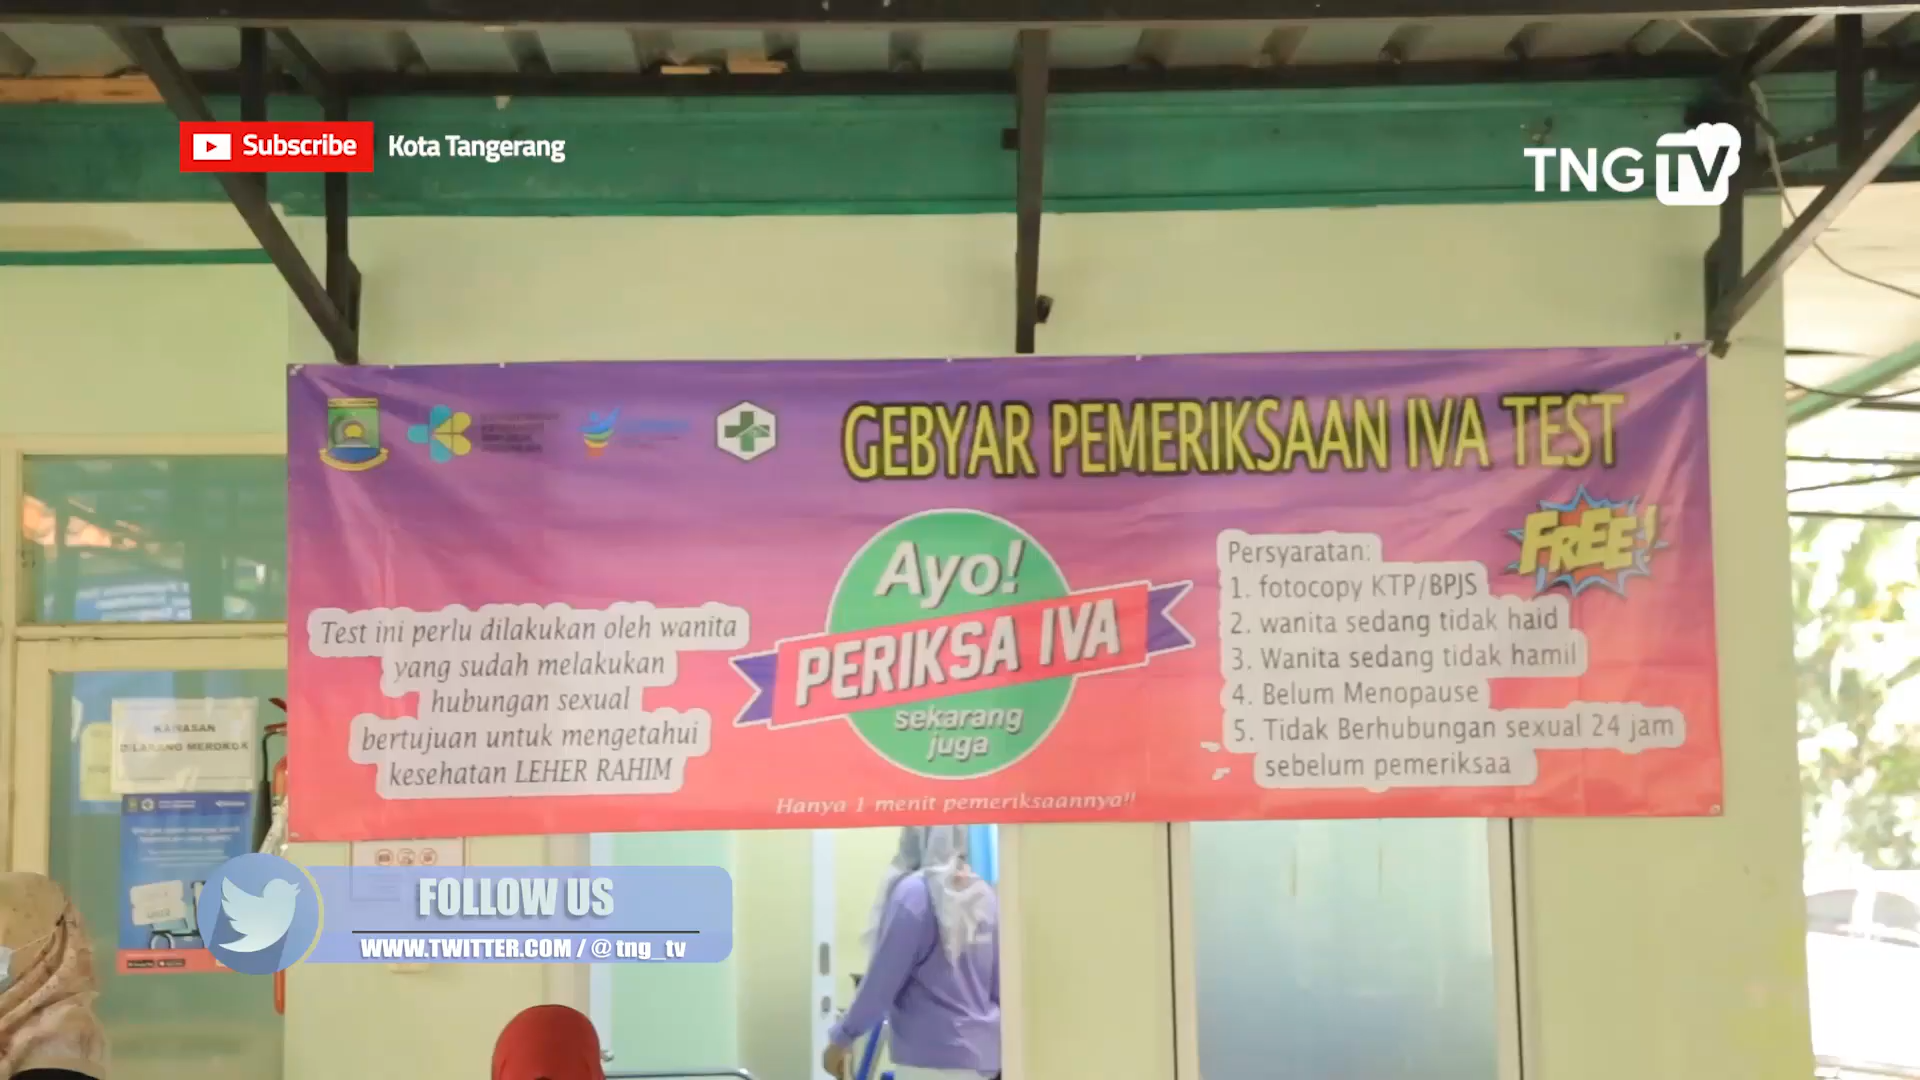 Subscribe Kota Tangerang
TNG TV
GEBYAR PEMERIKSAAN IVA TEST
FREE!
Test ini perlu dilakukan oleh wanita
yang sudah melakukan
hubungan sexual
bertujuan untuk mengetahui
kesehatan LEHER RAHIM
Ayo!
PERIKSA IVA
sekarang
juga
Persyaratan:
1. fotocopy KTP/BPJS
2. wanita sedang tidak haid
3. Wanita sedang tidak hamil
4. Belum Menopause
5. Tidak Berhubungan sexual 24 jam
sebelum pemeriksaa
Hanya 1 menit pemeriksaannya!!
KAWASAN
DILARANG MEROKOK
FOLLOW US
WWW.TWITTER.COM / @tng_tv